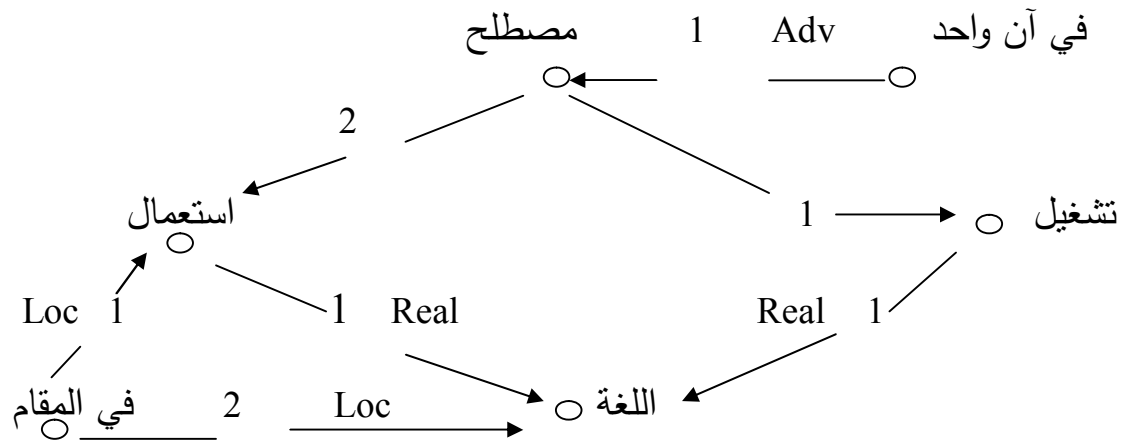 في آن واحد Adv 1 مصطلح
2
استعمال
1 تشغيل
Loc 1 1 Real Real 1
في المقام 2 Loc اللغة